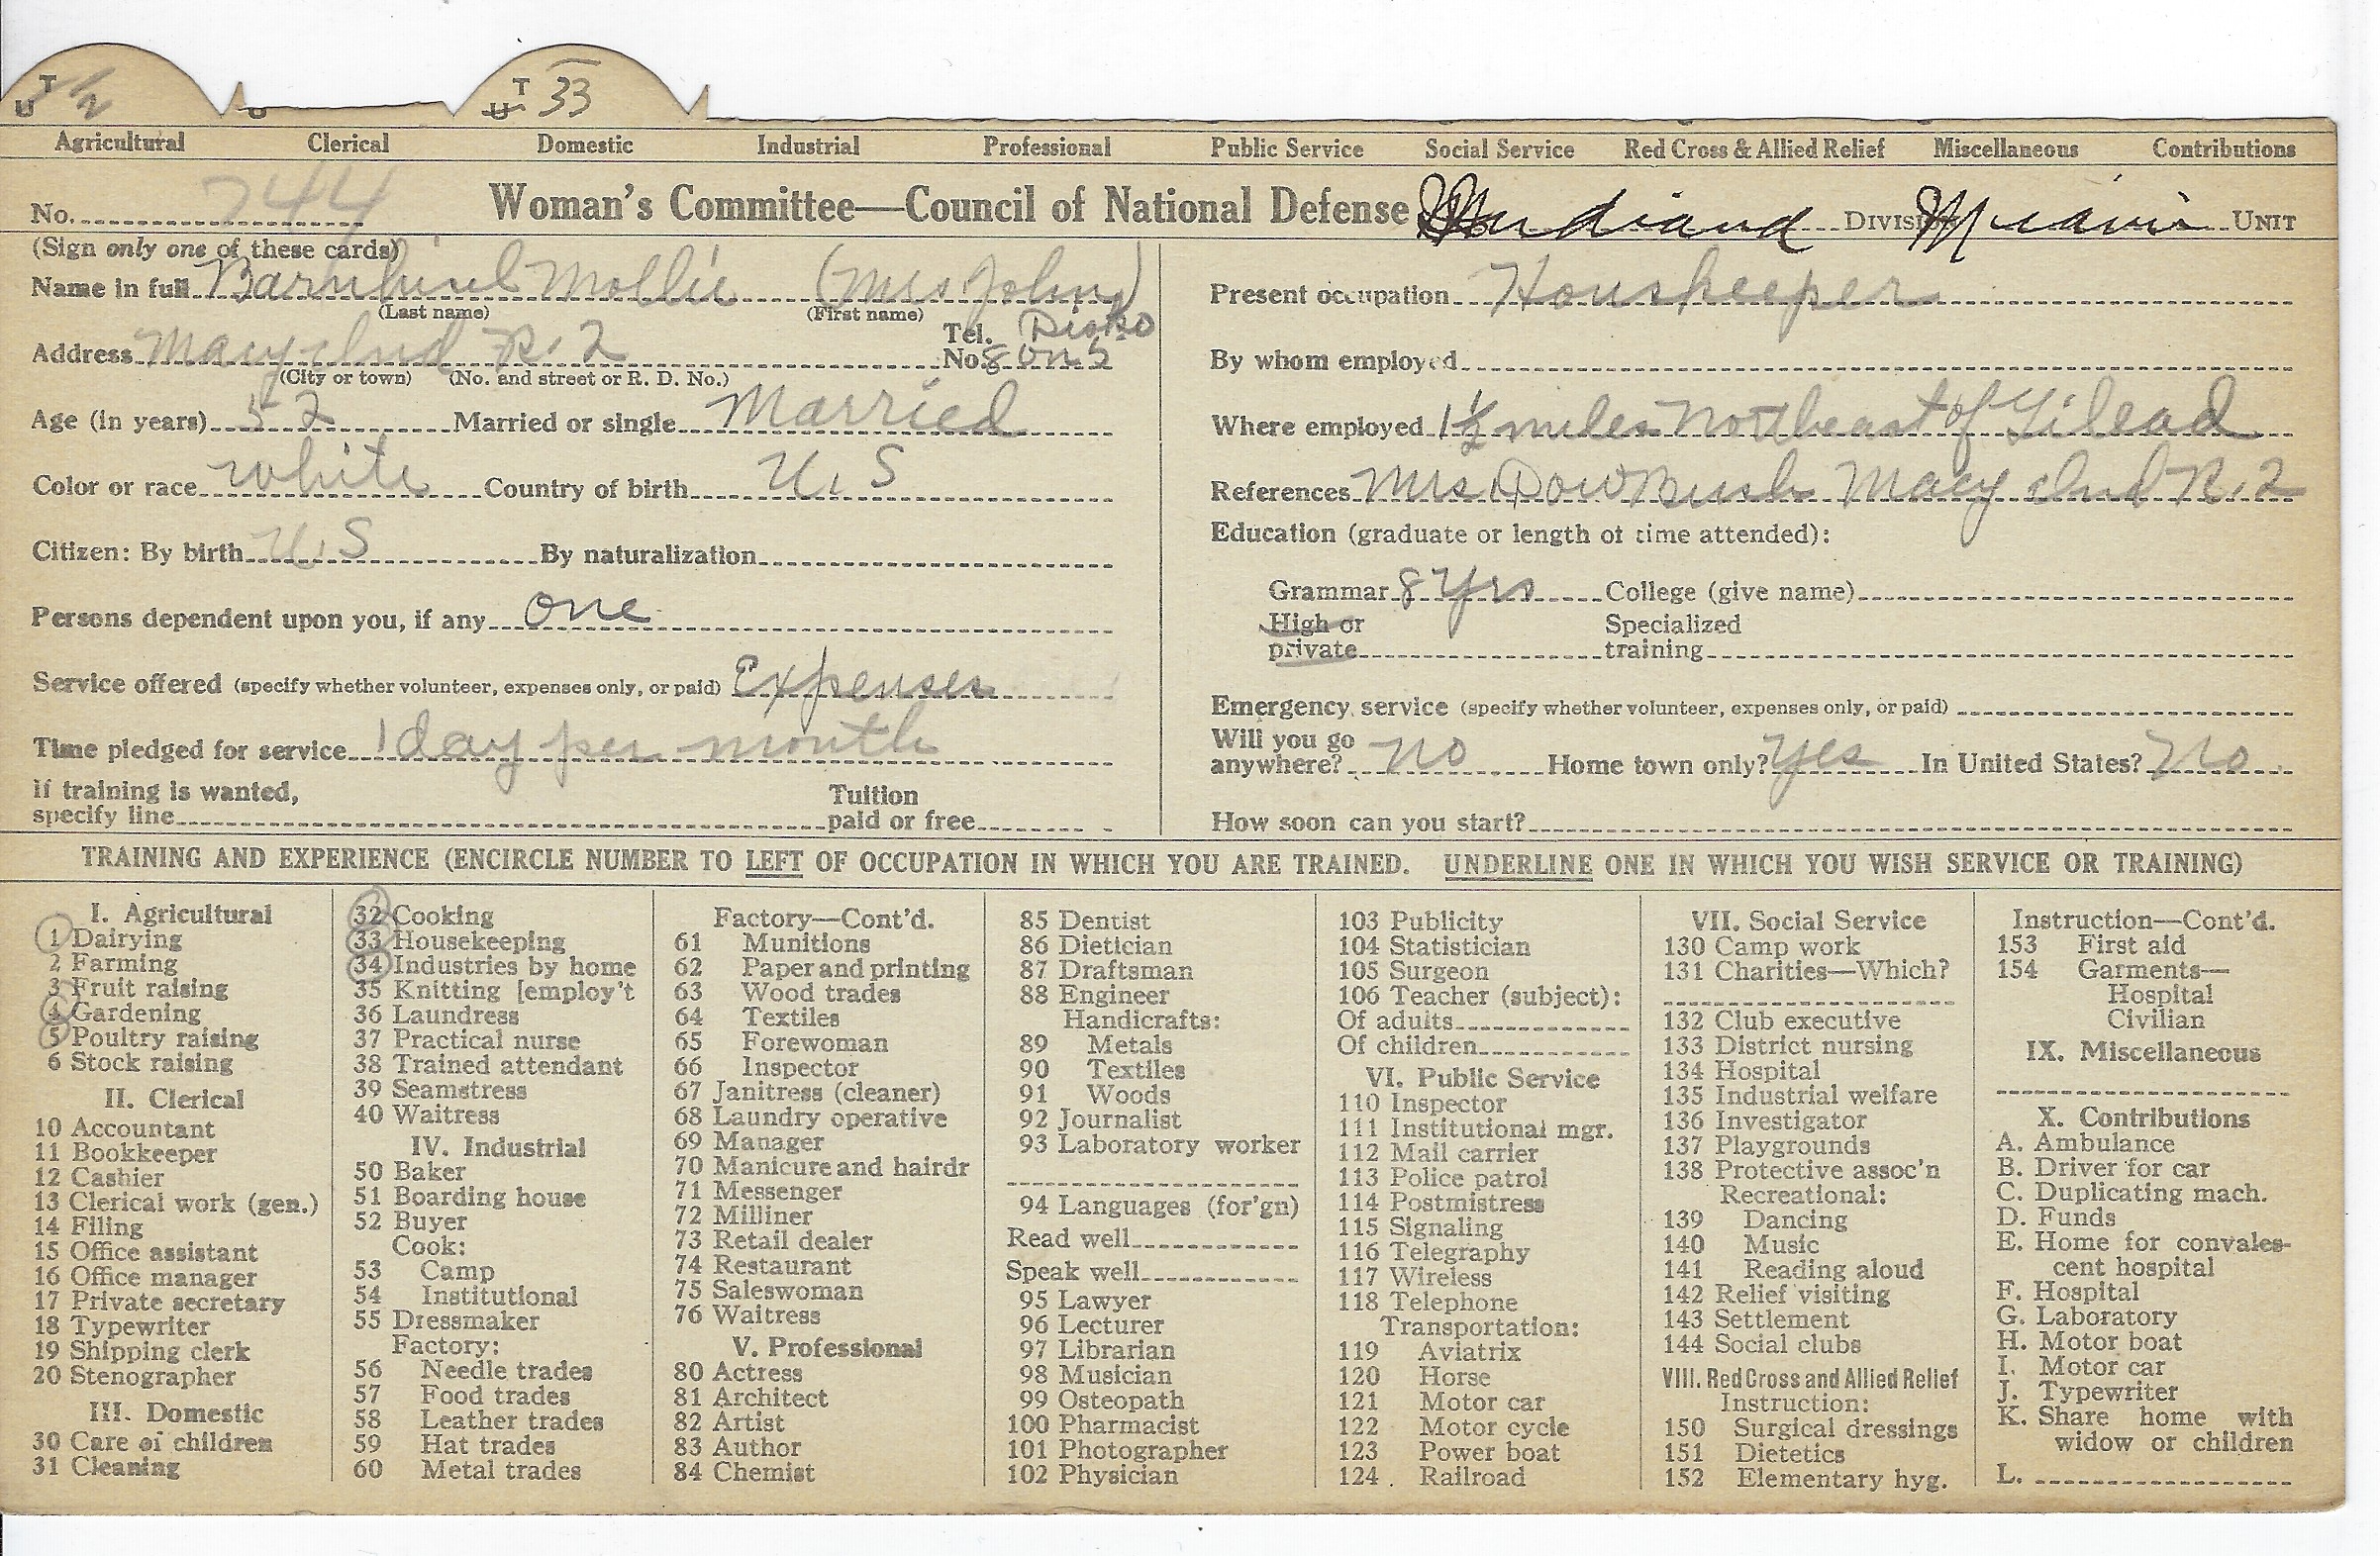 T U ½ T U 33
Agricultural Clerical Domestic Industrial Professional Public Service Social Service Red Cross & Allied Relief Miscellaneous Contributions
No. 744 Woman's Committee—Council of National Defense Indiana DIVISION Miami UNIT
(Sign only one of these cards)
Name in full Mollie (Mrs John)
(Last name) (First name)
Address Macy Ind R. 2 Tel. No. Disko 8 on 5
(City or town) (No. and street or R. D. No.)
Age (in years) 52 Married or single Married
Color or race white Country of birth U. S
Citizen: By birth U. S By naturalization
Persons dependent upon you, if any one
Service offered (specify whether volunteer, expenses only, or paid) Expenses
Time pledged for service 1 day per month
If training is wanted, specify line Tuition paid or free
Present occupation Houskeeper
By whom employed
Where employed 1½ miles Northeast of Gilead
References Mrs Dow Bush Macy Ind R. 2
Education (graduate or length of time attended):
Grammar 8 yrs College (give name)
High or private Specialized training
Emergency service (specify whether volunteer, expenses only, or paid)
Will you go anywhere? No Home town only? Yes In United States? No
How soon can you start?
TRAINING AND EXPERIENCE (ENCIRCLE NUMBER TO LEFT OF OCCUPATION IN WHICH YOU ARE TRAINED. UNDERLINE ONE IN WHICH YOU WISH SERVICE OR TRAINING)
I. Agricultural
1 Dairying
2 Farming
3 Fruit raising
4 Gardening
5 Poultry raising
6 Stock raising
II. Clerical
10 Accountant
11 Bookkeeper
12 Cashier
13 Clerical work (gen.)
14 Filing
15 Office assistant
16 Office manager
17 Private secretary
18 Typewriter
19 Shipping clerk
20 Stenographer
III. Domestic
30 Care of children
31 Cleaning
32 Cooking
33 Housekeeping
34 Industries by home
35 Knitting [employ't
36 Laundress
37 Practical nurse
38 Trained attendant
39 Seamstress
40 Waitress
IV. Industrial
50 Baker
51 Boarding house
52 Buyer
Cook:
53 Camp
54 Institutional
55 Dressmaker
Factory:
56 Needle trades
57 Food trades
58 Leather trades
59 Hat trades
60 Metal trades
Factory—Cont'd.
61 Munitions
62 Paper and printing
63 Wood trades
64 Textiles
65 Forewoman
66 Inspector
67 Janitress (cleaner)
68 Laundry operative
69 Manager
70 Manicure and hairdr
71 Messenger
72 Milliner
73 Retail dealer
74 Restaurant
75 Saleswoman
76 Waitress
V. Professional
80 Actress
81 Architect
82 Artist
83 Author
84 Chemist
85 Dentist
86 Dietician
87 Draftsman
88 Engineer
Handicrafts:
89 Metals
90 Textiles
91 Woods
92 Journalist
93 Laboratory worker
94 Languages (for'gn)
Read well
Speak well
95 Lawyer
96 Lecturer
97 Librarian
98 Musician
99 Osteopath
100 Pharmacist
101 Photographer
102 Physician
103 Publicity
104 Statistician
105 Surgeon
106 Teacher (subject):
Of adults
Of children
VI. Public Service
110 Inspector
111 Institutional mgr.
112 Mail carrier
113 Police patrol
114 Postmistress
115 Signaling
116 Telegraphy
117 Wireless
118 Telephone
Transportation:
119 Aviatrix
120 Horse
121 Motor car
122 Motor cycle
123 Power boat
124 Railroad
VII. Social Service
130 Camp work
131 Charities—Which?
132 Club executive
133 District nursing
134 Hospital
135 Industrial welfare
136 Investigator
137 Playgrounds
138 Protective assoc'n
Recreational:
139 Dancing
140 Music
141 Reading aloud
142 Relief visiting
143 Settlement
144 Social clubs
VIII. Red Cross and Allied Relief
Instruction:
150 Surgical dressings
151 Dietetics
152 Elementary hyg.
Instruction—Cont'd.
153 First aid
154 Garments—
Hospital
Civilian
IX. Miscellaneous
X. Contributions
A. Ambulance
B. Driver for car
C. Duplicating mach.
D. Funds
E. Home for convales-
cent hospital
F. Hospital
G. Laboratory
H. Motor boat
I. Motor car
J. Typewriter
K. Share home with
widow or children
L.